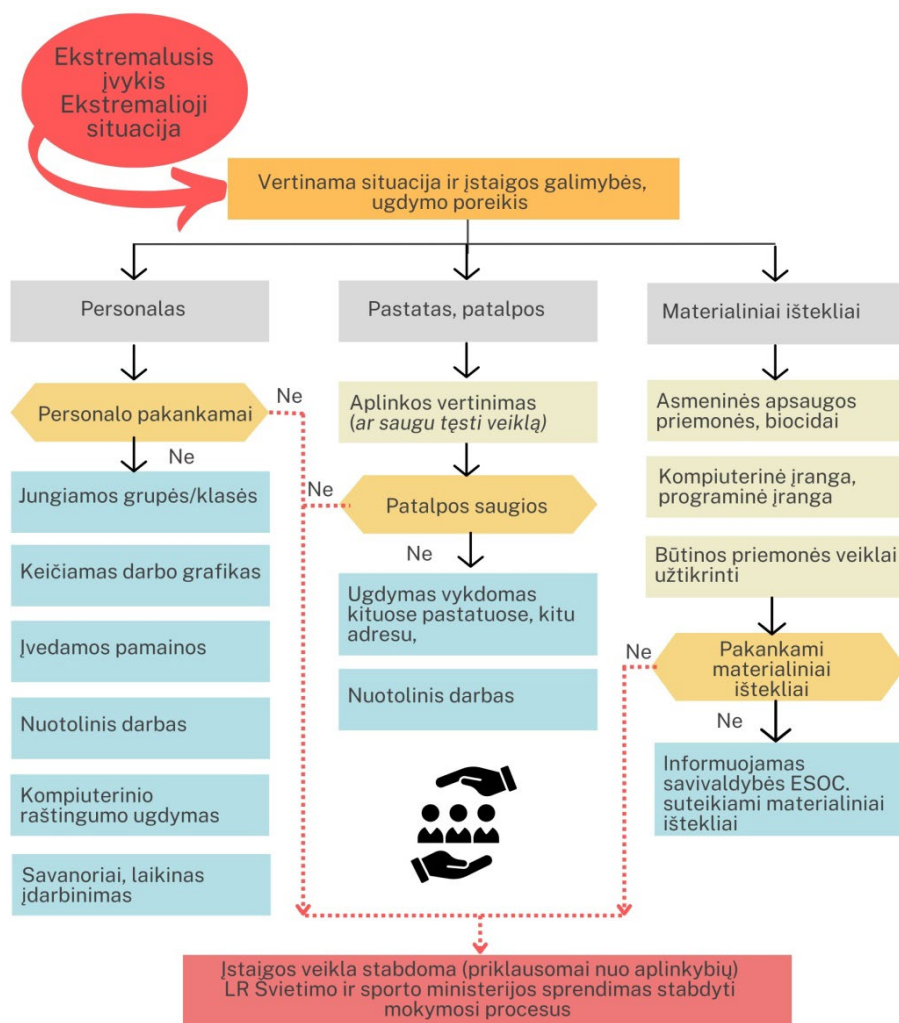 Ekstremalusis
įvykis
Ekstremalioji
situacija
Vertinama situacija ir įstaigos galimybės,
ugdymo poreikis
Personalas
Pastatas, patalpos
Materialiniai ištekliai
Personalo pakankamai
Ne
Ne
Jungiamos grupės/klasės
Keičiamas darbo grafikas
Įvedamos pamainos
Nuotolinis darbas
Kompiuterinio
raštingumo ugdymas
Savanoriai, laikinas
įdarbinimas
Aplinkos vertinimas
(ar saugu tęsti veiklą)
Ne
Patalpos saugios
Ne
Ugdymas vykdomas
kituose pastatuose, kitu
adresu,
Nuotolinis darbas
Asmeninės apsaugos
priemonės, biocidai
Kompiuterinė įranga,
programinė įranga
Būtinos priemonės veiklai
užtikrinti
Ne
Pakankami
materialiniai
ištekliai
Ne
Informuojamas
savivaldybės ESOC.
suteikiami materialiniai
ištekliai
Įstaigos veikla stabdoma (priklausomai nuo aplinkybių)
LR Švietimo ir sporto ministerijos sprendimas stabdyti
mokymosi procesus